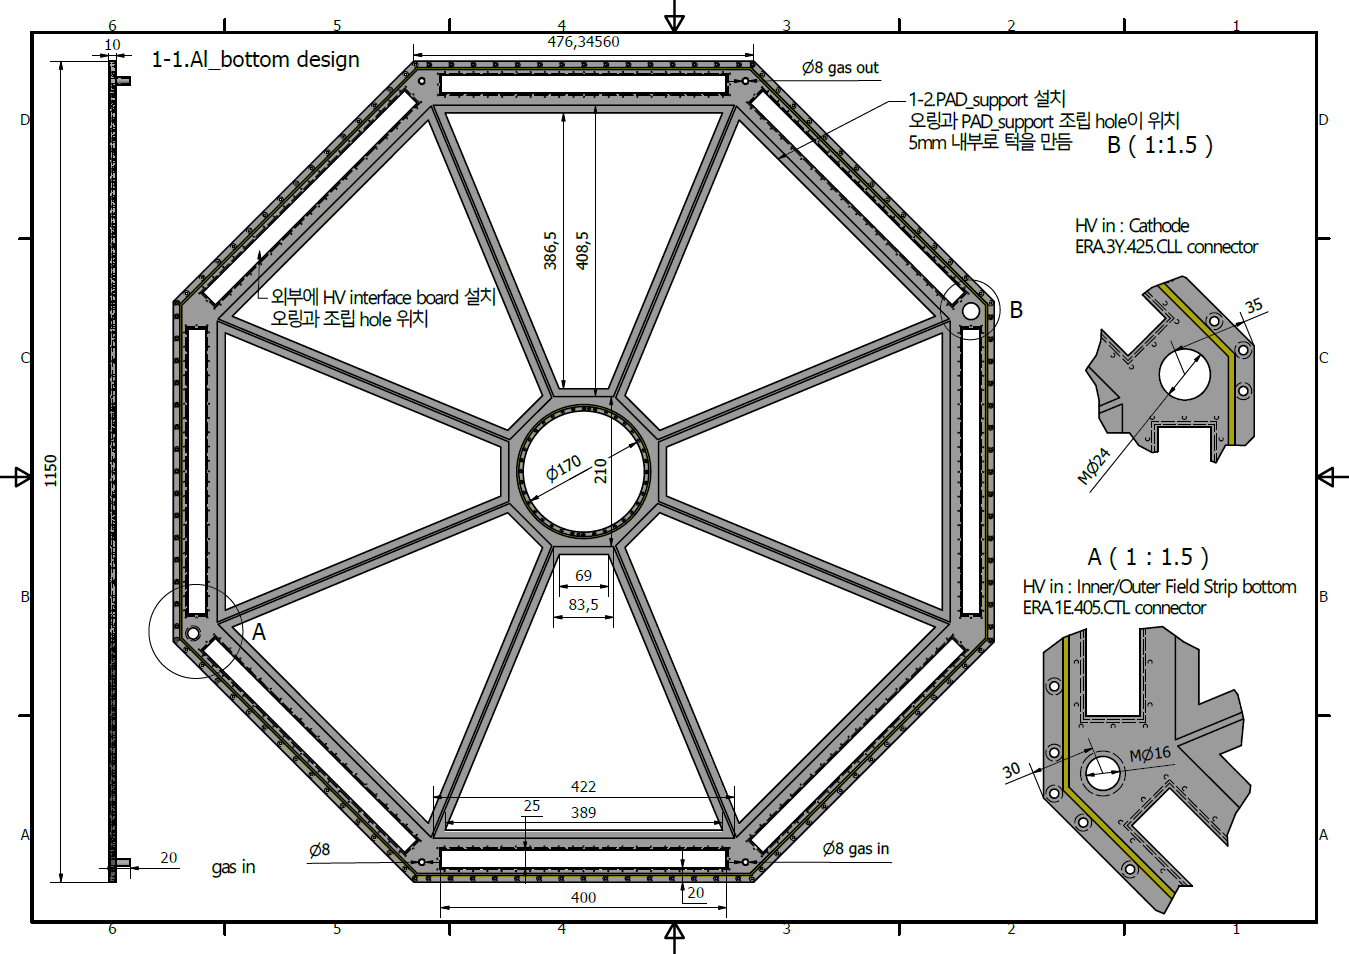 6 5 4 3 2 1
10
1-1.Al_bottom design
476,34560
Ø8 gas out
1-2.PAD_support 설치
오링과 PAD_support 조립 hole이 위치
5mm 내부로 턱을 만듬
B ( 1:1.5 )
D
D
HV in : Cathode
ERA.3Y.425.CLL connector
386,5
408,5
외부에 HV interface board 설치
오링과 조립 hole 위치
B
35
C
C
MØ24
1150
Ø170
210
A ( 1 : 1.5 )
HV in : Inner/Outer Field Strip bottom
ERA.1E.405.CTL connector
69
83,5
B
B
A
30
MØ16
422
25
389
A
A
20
gas in
Ø8
Ø8 gas in
20
400
6 5 4 3 2 1